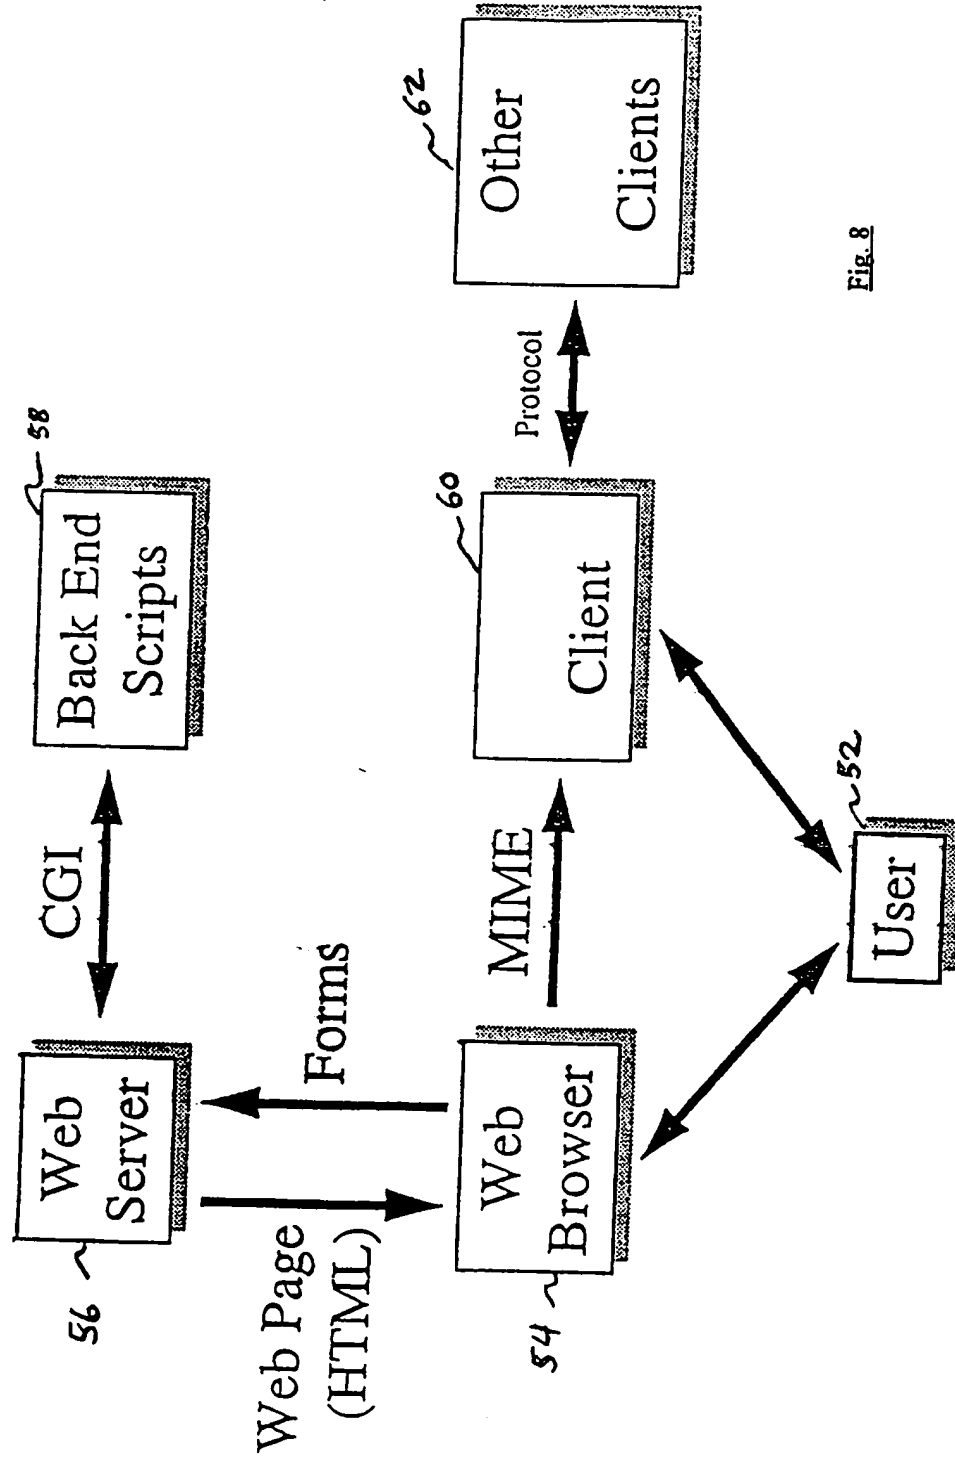 56
Web
Server
CGI
Back End
Scripts
58
Web Page
(HTML)
Forms
54
Web
Browser
MIME
Client
60
Protocol
Other
Clients
62
User
52
Fig. 8